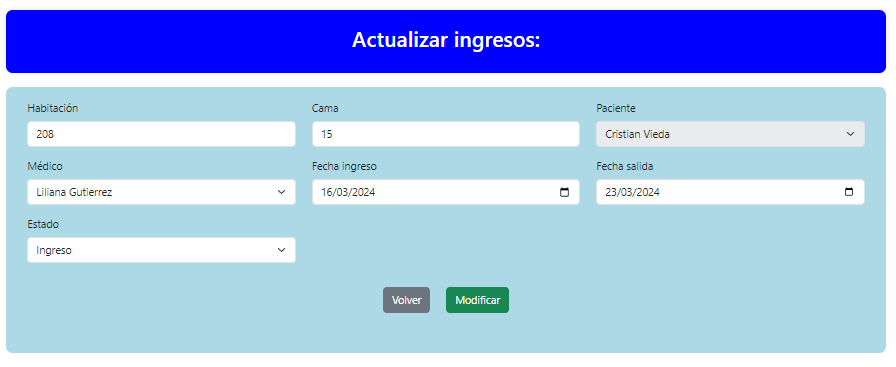 Actualizar ingresos:
Habitación Cama Paciente
208 15 Cristian Vieda
Médico Fecha ingreso Fecha salida
Liliana Gutierrez 16/03/2024 23/03/2024
Estado
Ingreso
Volver Modificar